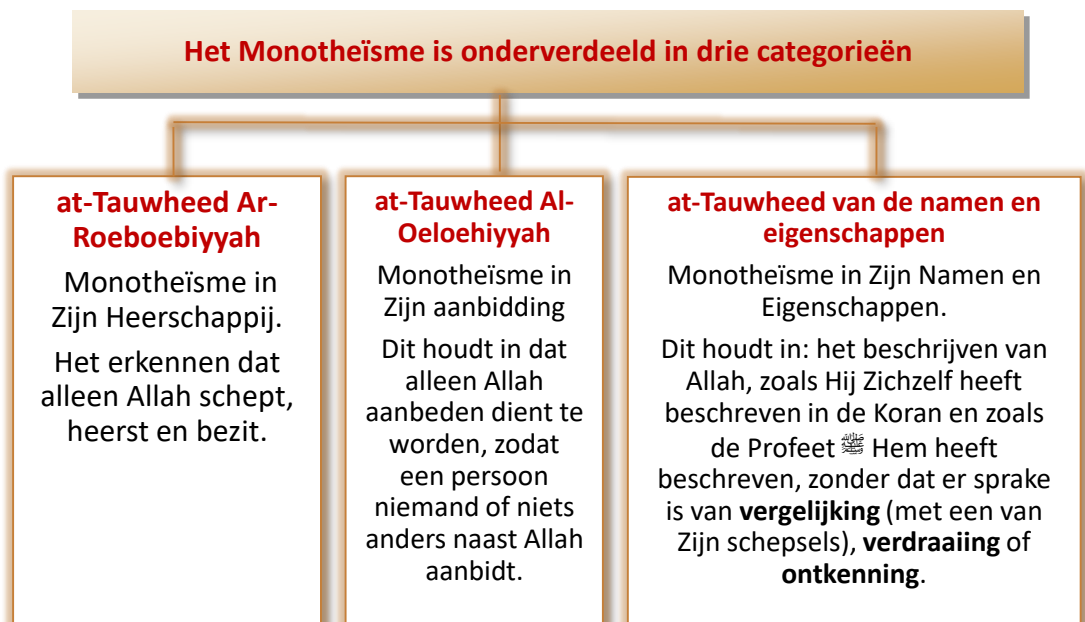 Het Monotheïsme is onderverdeeld in drie categorieën
at-Tauwheed Ar-
Roeboebiyyah
Monotheïsme in
Zijn Heerschappij.
Het erkennen dat
alleen Allah schept,
heerst en bezit.
at-Tauwheed Al-
Oeloehiyyah
Monotheïsme in
Zijn aanbidding
Dit houdt in dat
alleen Allah
aanbeden dient te
worden, zodat
een persoon
niemand of niets
anders naast Allah
aanbidt.
at-Tauwheed van de namen en
eigenschappen
Monotheïsme in Zijn Namen en
Eigenschappen.
Dit houdt in: het beschrijven van
Allah, zoals Hij Zichzelf heeft
beschreven in de Koran en zoals
de Profeet ﷺ Hem heeft
beschreven, zonder dat er sprake
is van vergelijking (met een van
Zijn schepsels), verdraaiing of
ontkenning.